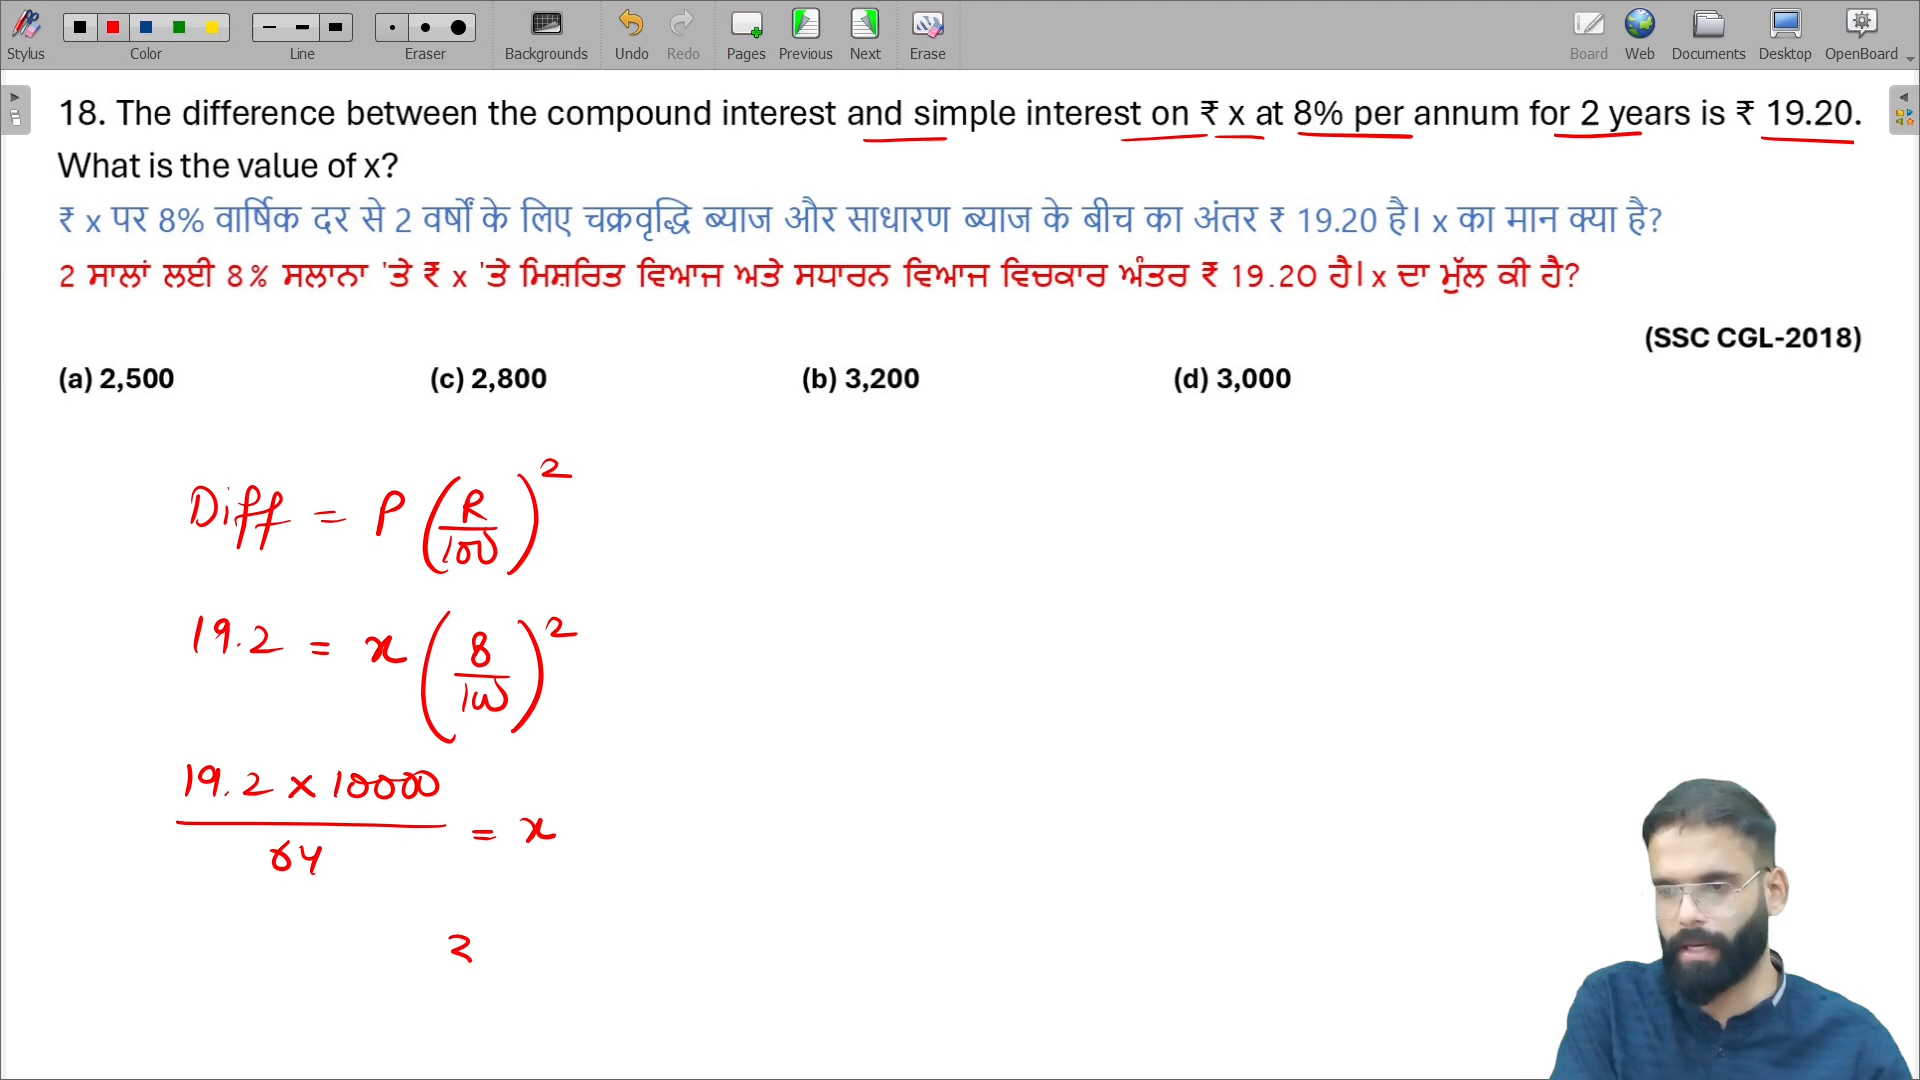 Stylus Color Line Eraser Backgrounds Undo Redo Pages Previous Next Erase Board Web Documents Desktop OpenBoard
18. The difference between the compound interest and simple interest on ₹ x at 8% per annum for 2 years is ₹ 19.20.
What is the value of x?
₹ x पर 8% वार्षिक दर से 2 वर्षों के लिए चक्रवृद्धि ब्याज और साधारण ब्याज के बीच का अंतर ₹ 19.20 है। x का मान क्या है?
2 ਸਾਲਾਂ ਲਈ 8% ਸਲਾਨਾ 'ਤੇ ₹ x 'ਤੇ ਮਿਸ਼ਰਿਤ ਵਿਆਜ ਅਤੇ ਸਧਾਰਨ ਵਿਆਜ ਵਿਚਕਾਰ ਅੰਤਰ ₹ 19.20 ਹੈ। x ਦਾ ਮੁੱਲ ਕੀ ਹੈ?
(SSC CGL-2018)
(a) 2,500 (c) 2,800 (b) 3,200 (d) 3,000
Diff = P (R/100)²
19.2 = x (8/100)²
19.2 × 10000
64
= x
3